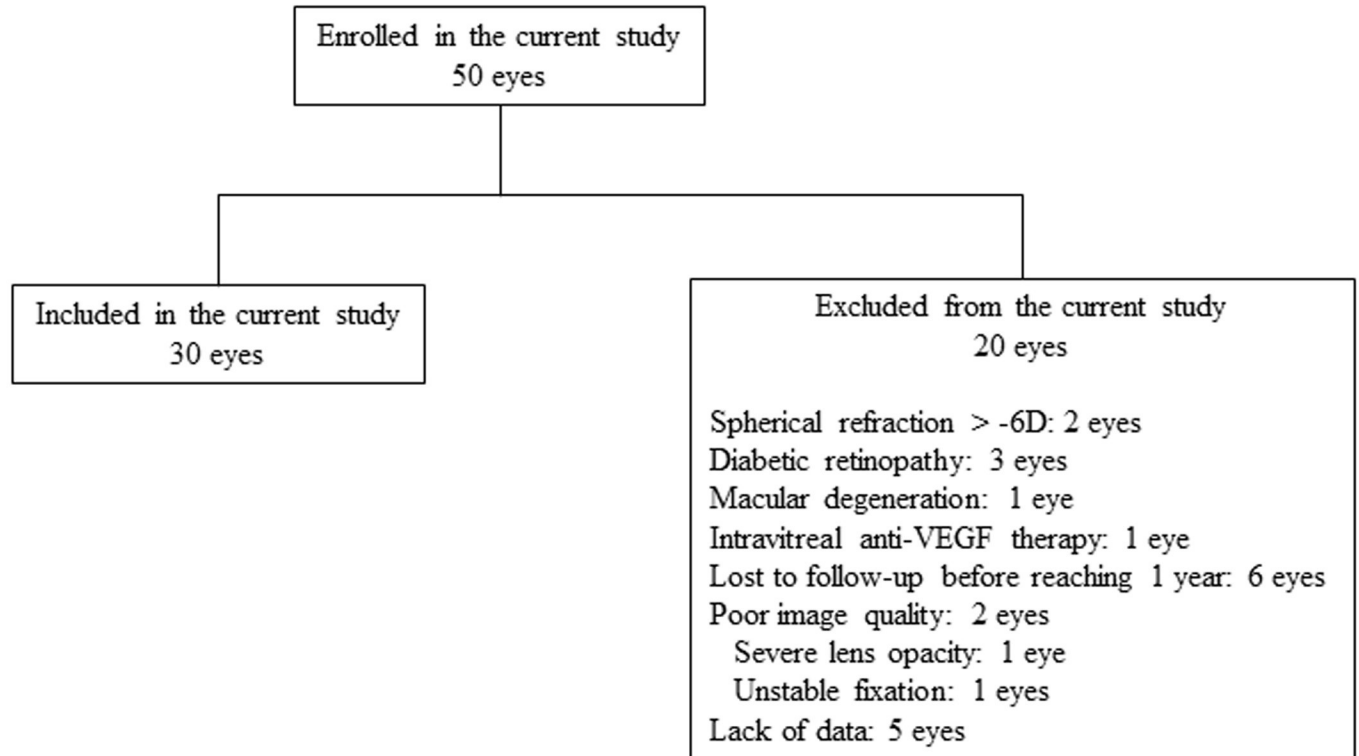 Enrolled in the current study
50 eyes
Included in the current study
30 eyes
Excluded from the current study
20 eyes
Spherical refraction > -6D: 2 eyes
Diabetic retinopathy: 3 eyes
Macular degeneration: 1 eye
Intravitreal anti-VEGF therapy: 1 eye
Lost to follow-up before reaching 1 year: 6 eyes
Poor image quality: 2 eyes
Severe lens opacity: 1 eye
Unstable fixation: 1 eyes
Lack of data: 5 eyes